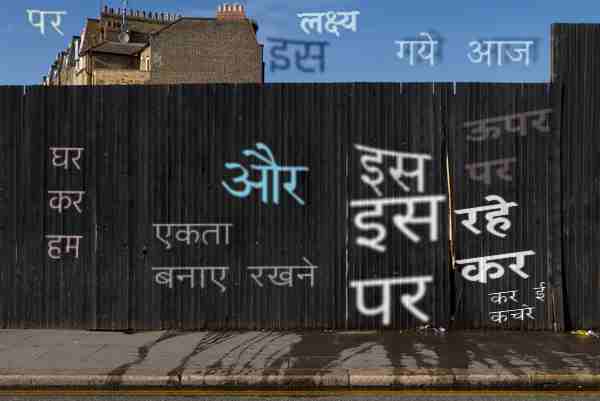 पर
लक्ष्य
इस
गये आज
ऊपर
पर
घर
कर
हम
और
एकता
बनाए रखने
इस
इस
पर
रहे
कर
कर ई
कचरे